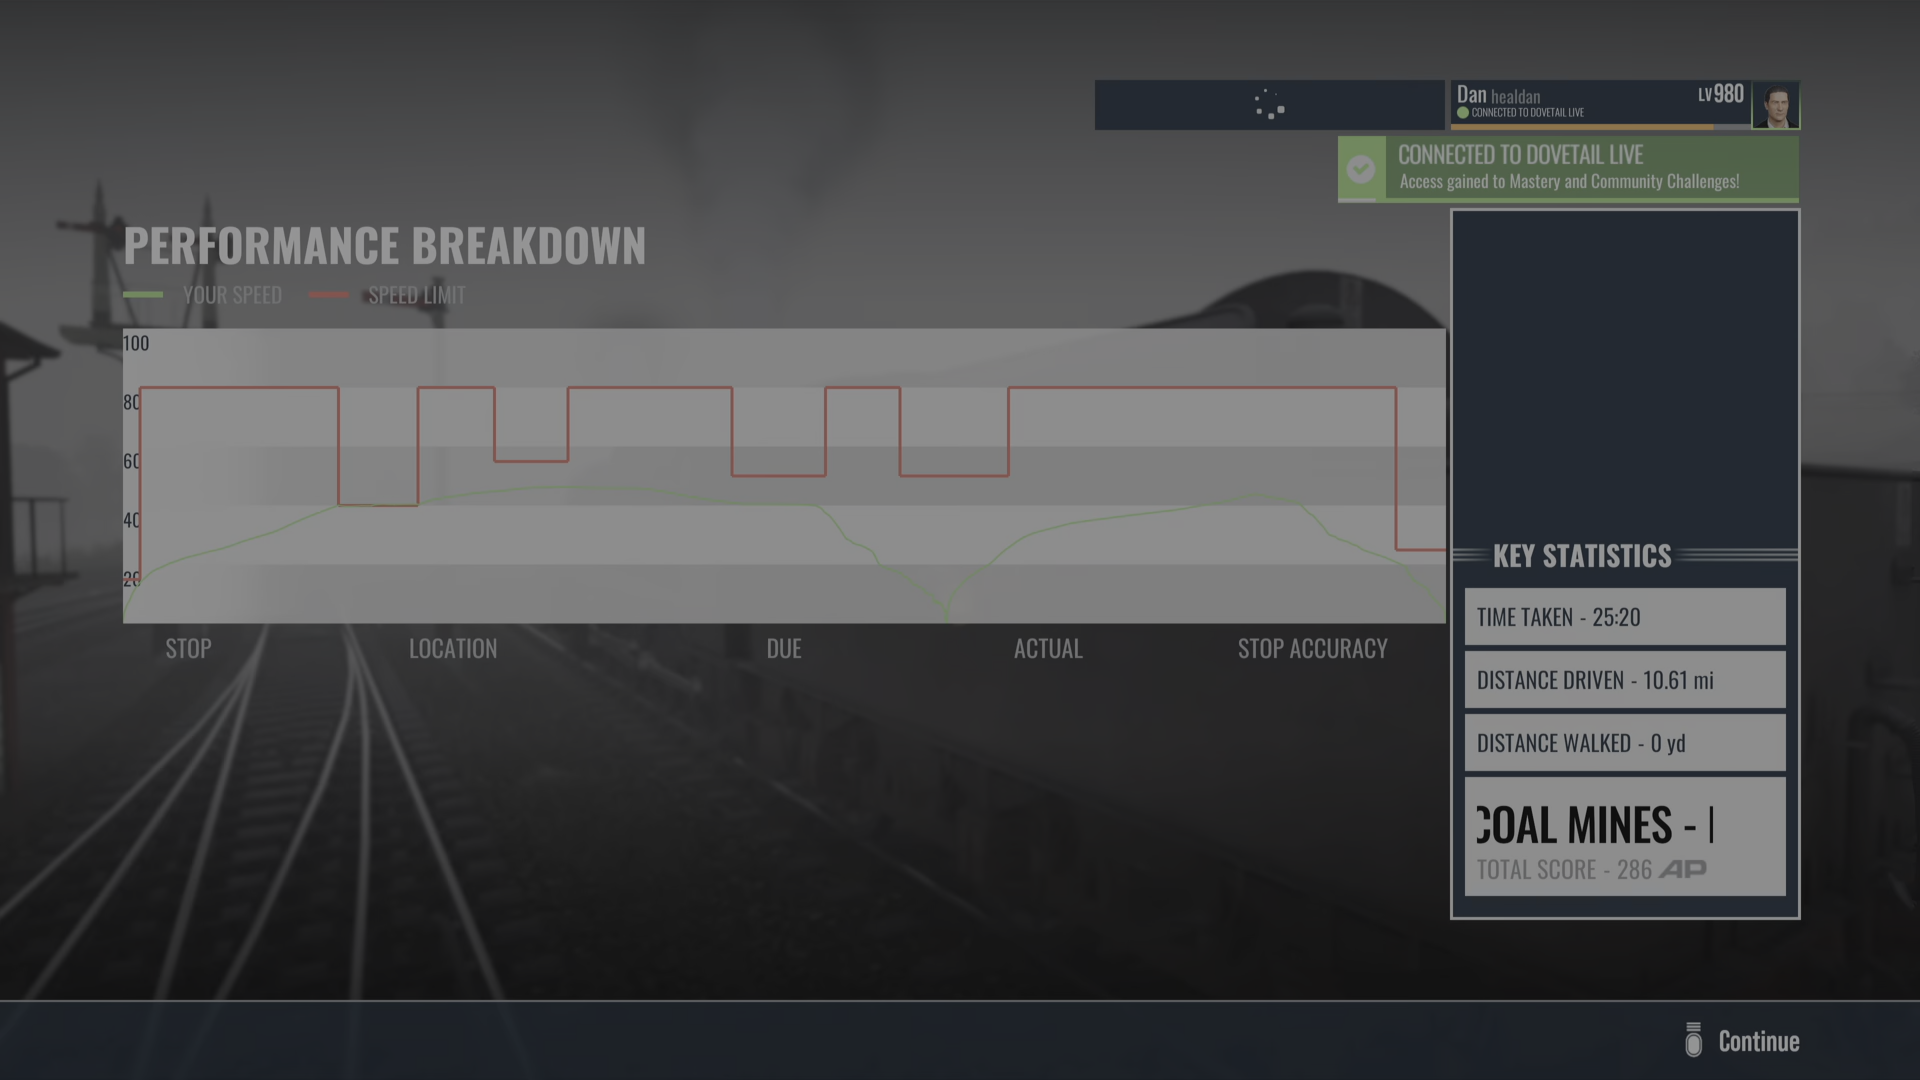 Dan healdan
LV 980
CONNECTED TO DOVETAIL LIVE
CONNECTED TO DOVETAIL LIVE
Access gained to Mastery and Community Challenges!
PERFORMANCE BREAKDOWN
YOUR SPEED SPEED LIMIT
100
80
60
40
20
STOP LOCATION DUE ACTUAL STOP ACCURACY
KEY STATISTICS
TIME TAKEN - 25:20
DISTANCE DRIVEN - 10.61 mi
DISTANCE WALKED - 0 yd
COAL MINES -
TOTAL SCORE - 286 AP
Continue